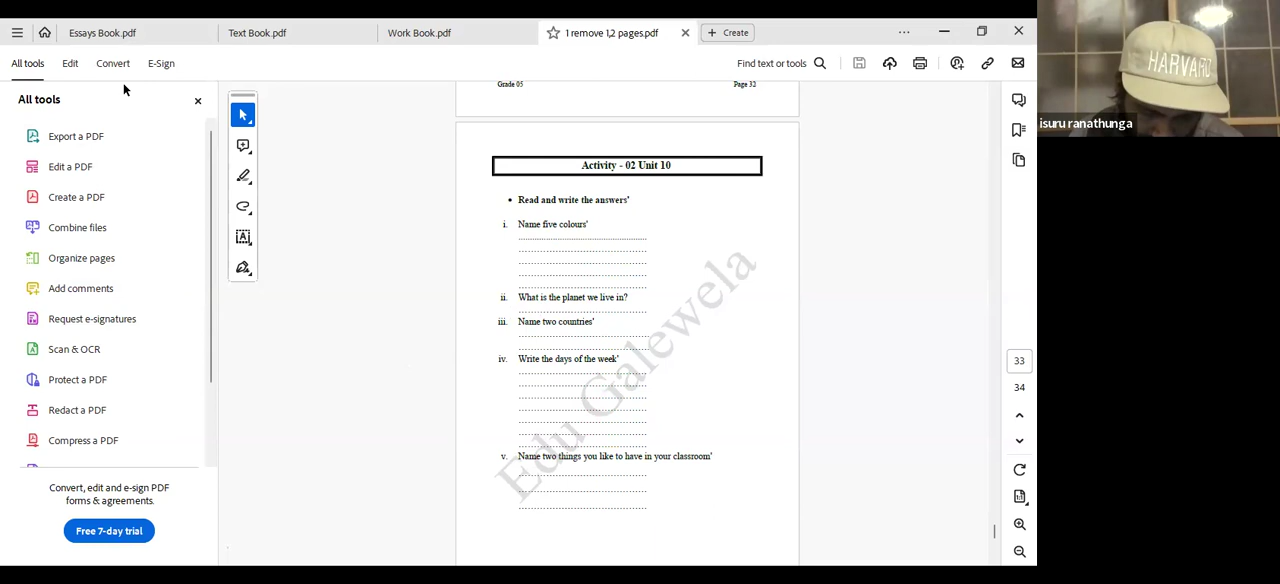 Essays Book.pdf
Text Book.pdf
Work Book.pdf
1 remove 1,2 pages.pdf
Create
All tools
Edit
Convert
E-Sign
Find text or tools
HARVARD
isuru ranathunga
All tools
Export a PDF
Edit a PDF
Create a PDF
Combine files
Organize pages
Add comments
Request e-signatures
Scan & OCR
Protect a PDF
Redact a PDF
Compress a PDF
Convert, edit and e-sign PDF
forms & agreements.
Free 7-day trial
Grade 05 Page 32
Activity - 02 Unit 10
• Read and write the answers'
i. Name five colours'
ii. What is the planet we live in?
iii. Name two countries'
iv. Write the days of the week'
v. Name two things you like to have in your classroom'
Edu Galewela
33
34